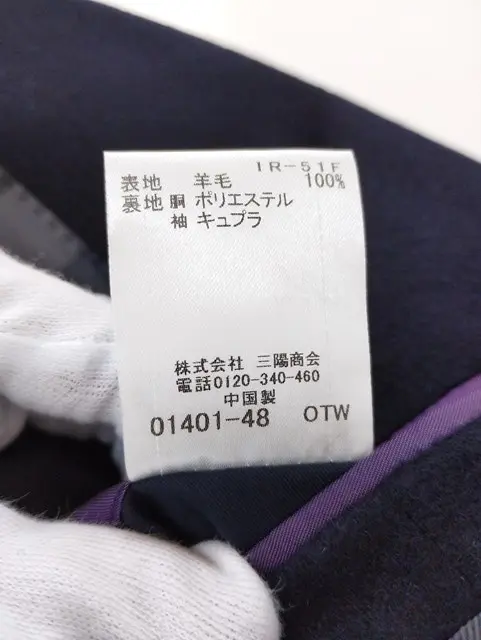 IR-51F
表地 羊毛 100%
裏地 胴 ポリエステル
袖 キュプラ
株式会社 三陽商会
電話0120-340-460
中国製
01401-48 OTW